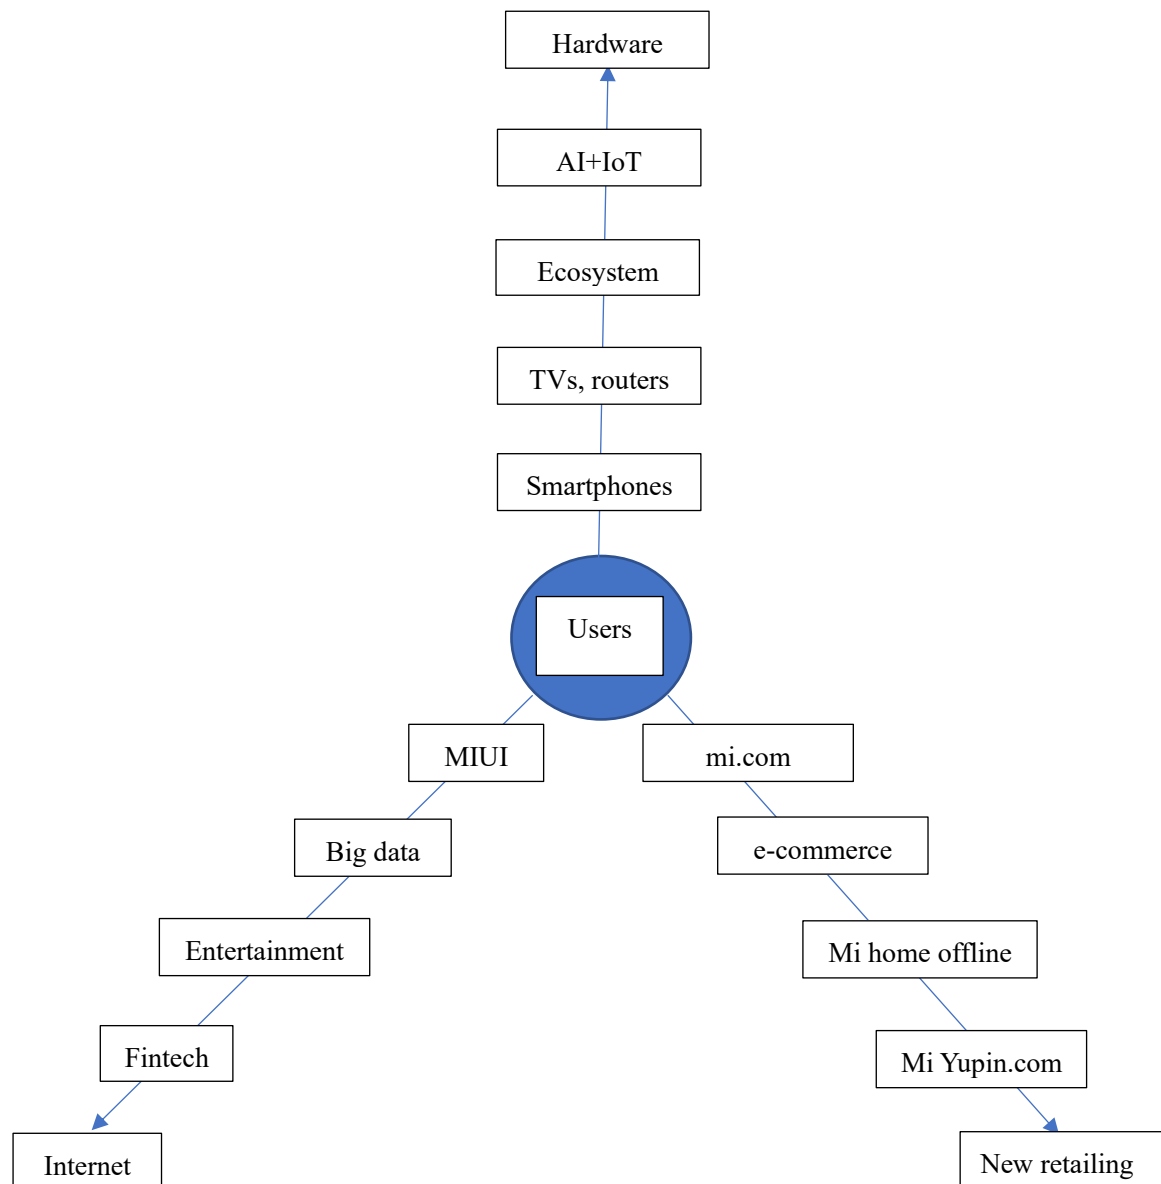 Hardware
AI+IoT
Ecosystem
TVs, routers
Smartphones
Users
MIUI
mi.com
Big data
e-commerce
Entertainment
Mi home offline
Fintech
Mi Yupin.com
Internet
New retailing